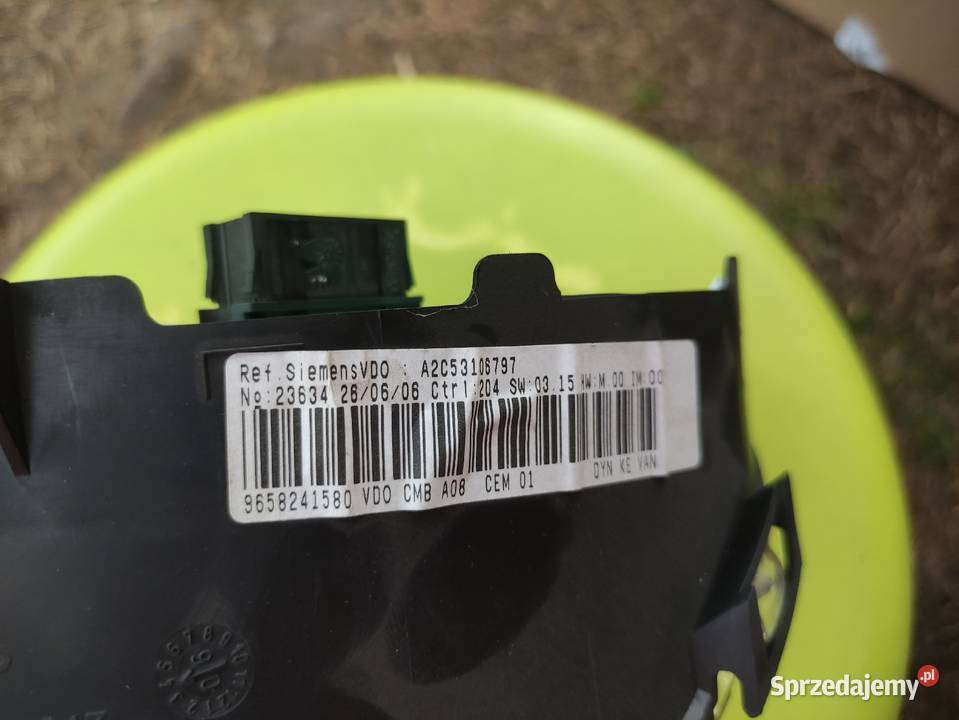 Ref.SiemensVDO : A2C53106797
No:23634 26/06/06 Ctrl:204 SW:03.15 HW:M.00 IM:00
9658241580 VDO CMB A08 CEM 01
DYN KE VAN
Sprzedajemy.pl